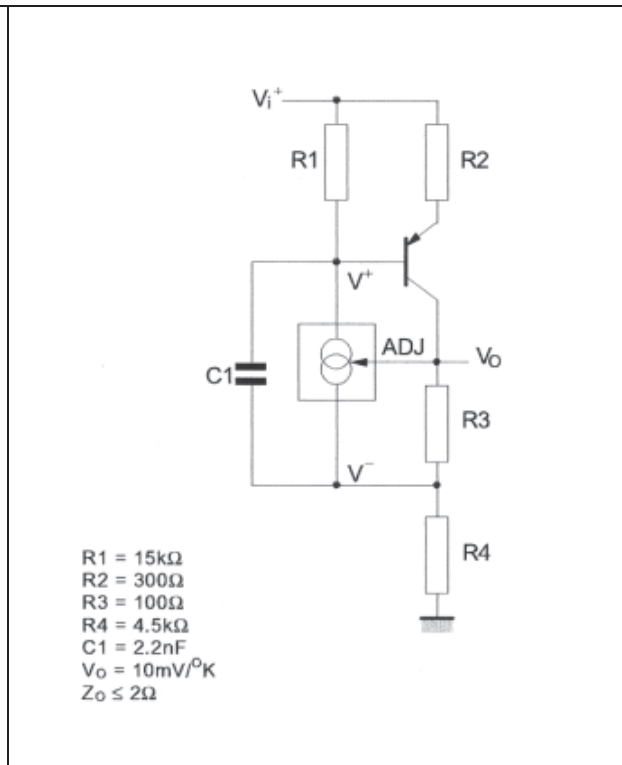 Vi+
R1
R2
V+
ADJ
VO
C1
R3
V−
R4
R1 = 15kΩ
R2 = 300Ω
R3 = 100Ω
R4 = 4.5kΩ
C1 = 2.2nF
VO = 10mV/°K
ZO ≤ 2Ω